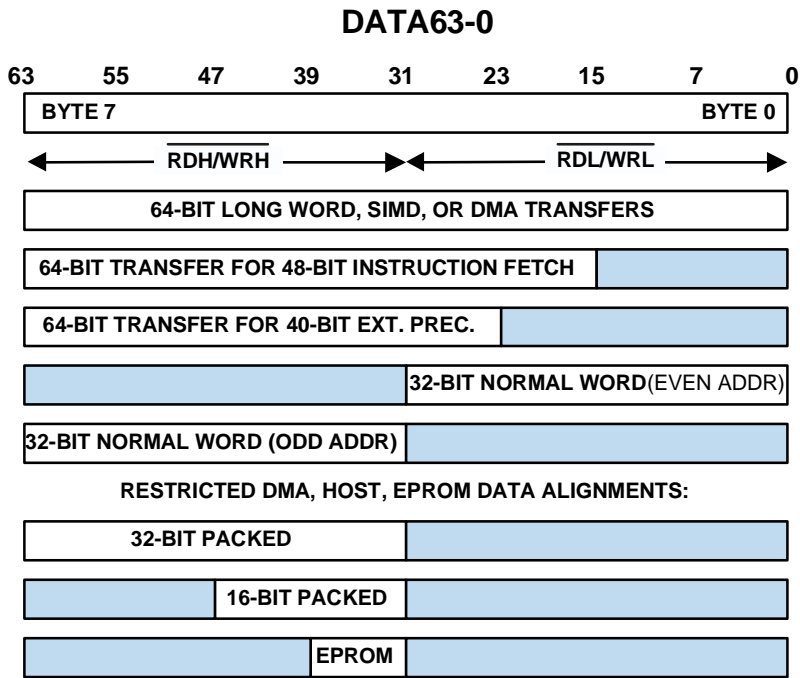 DATA63-0
63 55 47 39 31 23 15 7 0
BYTE 7 BYTE 0
RDH/WRH RDL/WRL
64-BIT LONG WORD, SIMD, OR DMA TRANSFERS
64-BIT TRANSFER FOR 48-BIT INSTRUCTION FETCH
64-BIT TRANSFER FOR 40-BIT EXT. PREC.
32-BIT NORMAL WORD(EVEN ADDR)
32-BIT NORMAL WORD (ODD ADDR)
RESTRICTED DMA, HOST, EPROM DATA ALIGNMENTS:
32-BIT PACKED
16-BIT PACKED
EPROM